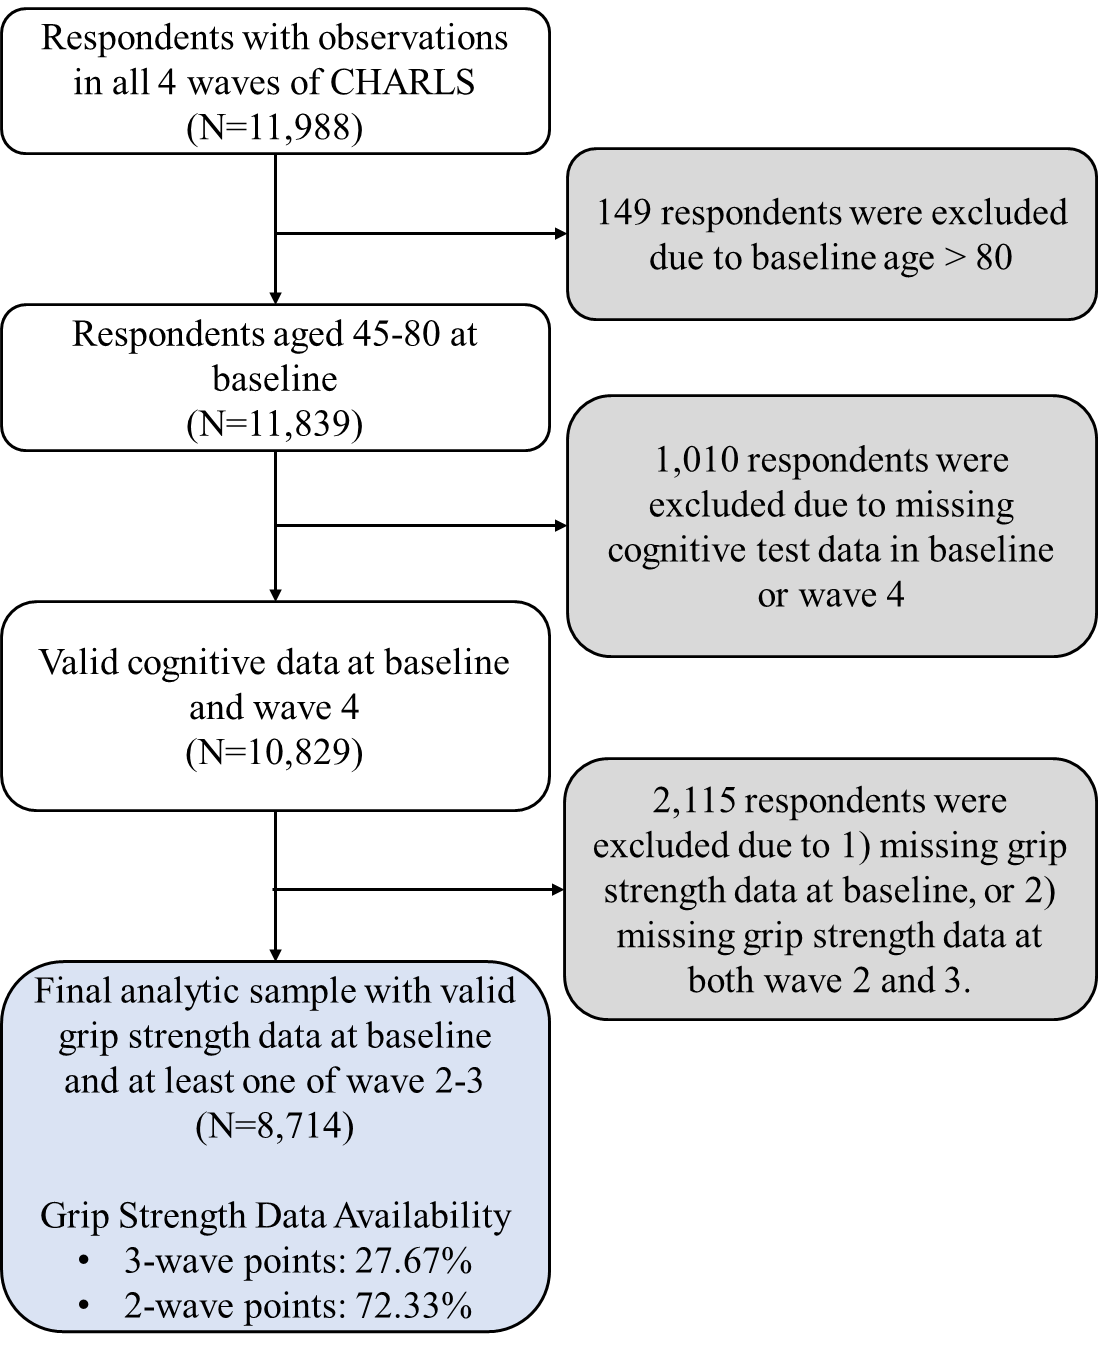 Respondents with observations
in all 4 waves of CHARLS
(N=11,988)
149 respondents were excluded
due to baseline age > 80
Respondents aged 45-80 at
baseline
(N=11,839)
1,010 respondents were
excluded due to missing
cognitive test data in baseline
or wave 4
Valid cognitive data at baseline
and wave 4
(N=10,829)
2,115 respondents were
excluded due to 1) missing grip
strength data at baseline, or 2)
missing grip strength data at
both wave 2 and 3.
Final analytic sample with valid
grip strength data at baseline
and at least one of wave 2-3
(N=8,714)
Grip Strength Data Availability
• 3-wave points: 27.67%
• 2-wave points: 72.33%